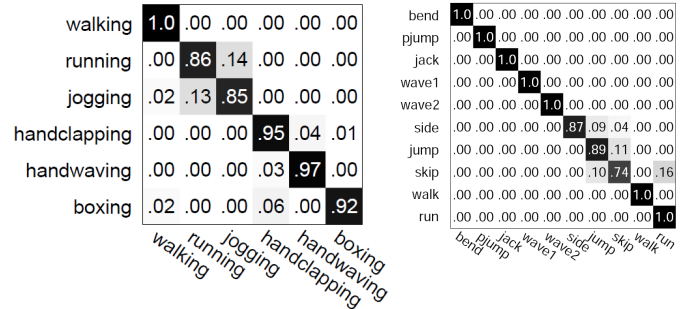 walking 1.0 .00 .00 .00 .00 .00
running .00 .86 .14 .00 .00 .00
jogging .02 .13 .85 .00 .00 .00
handclapping .00 .00 .00 .95 .04 .01
handwaving .00 .00 .00 .03 .97 .00
boxing .02 .00 .00 .06 .00 .92
walking running jogging handclapping handwaving boxing
bend 1.0 .00 .00 .00 .00 .00 .00 .00 .00 .00
pjump .00 1.0 .00 .00 .00 .00 .00 .00 .00 .00
jack .00 .00 1.0 .00 .00 .00 .00 .00 .00 .00
wave1 .00 .00 .00 1.0 .00 .00 .00 .00 .00 .00
wave2 .00 .00 .00 .00 1.0 .00 .00 .00 .00 .00
side .00 .00 .00 .00 .00 .87 .09 .04 .00 .00
jump .00 .00 .00 .00 .00 .00 .89 .11 .00 .00
skip .00 .00 .00 .00 .00 .00 .10 .74 .00 .16
walk .00 .00 .00 .00 .00 .00 .00 .00 1.0 .00
run .00 .00 .00 .00 .00 .00 .00 .00 .00 1.0
bend pjump jack wave1 wave2 side jump skip walk run